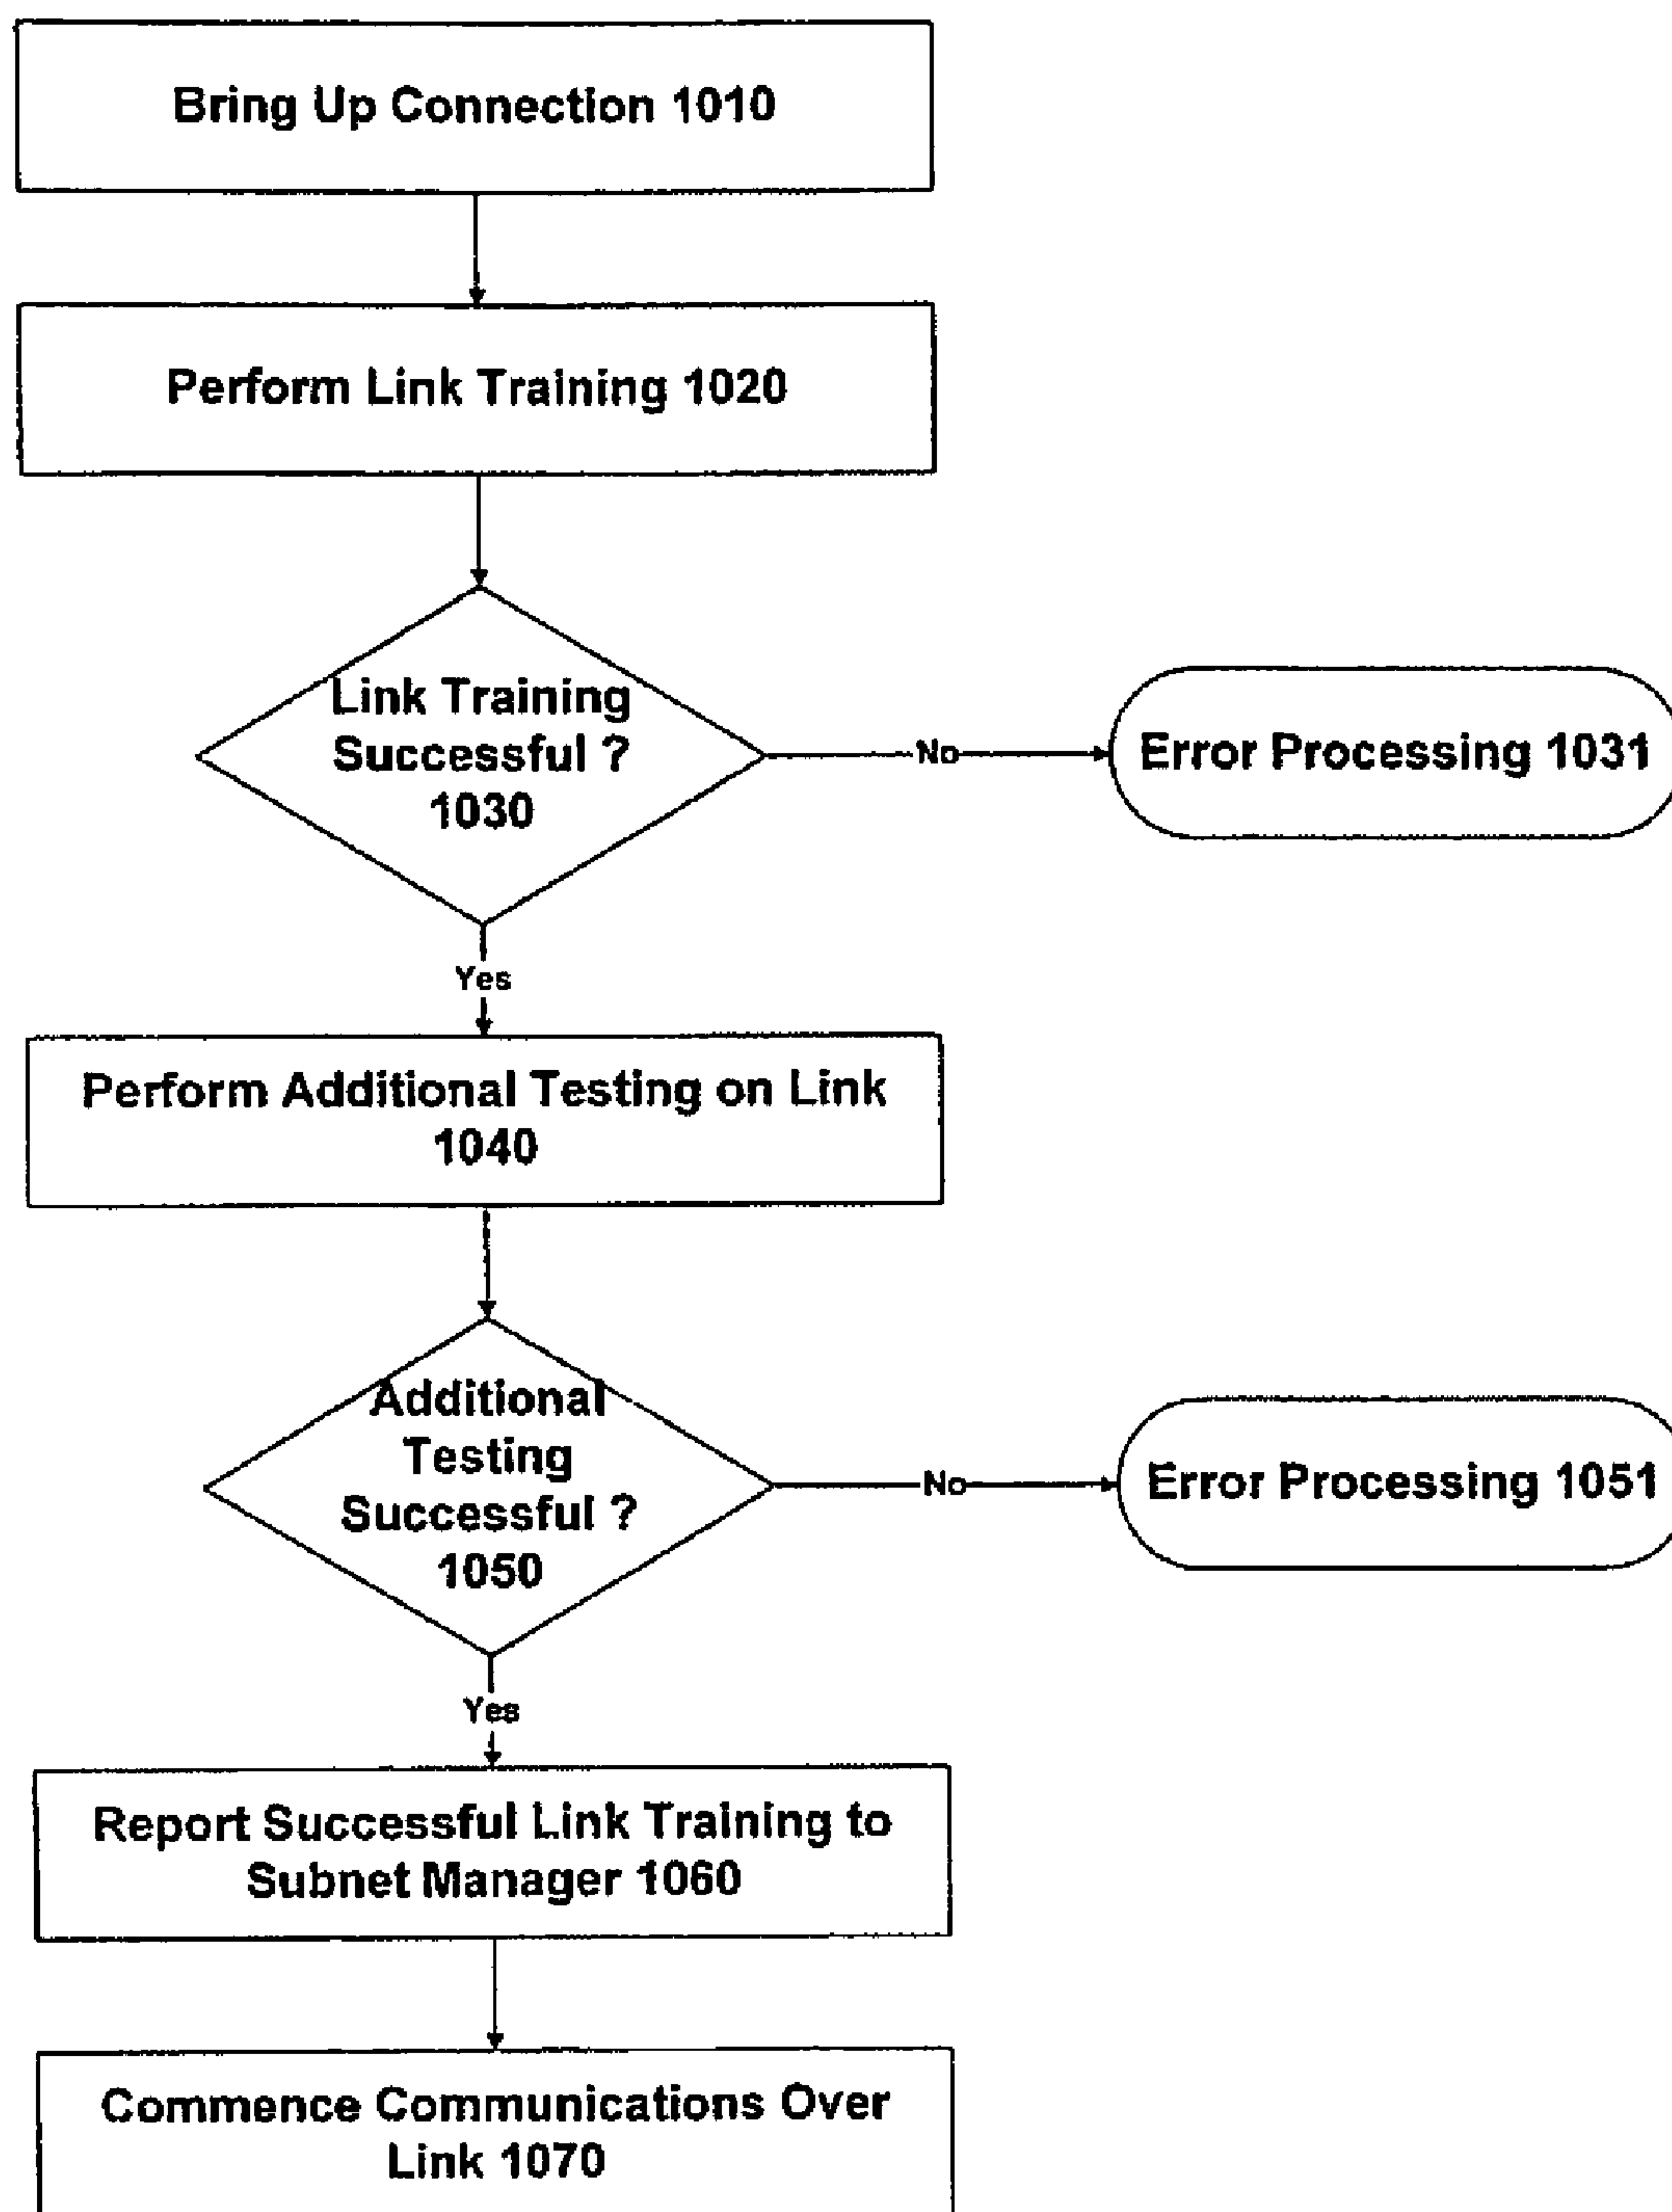 Bring Up Connection 1010
Perform Link Training 1020
Link Training
Successful ?
1030
No
Error Processing 1031
Yes
Perform Additional Testing on Link
1040
Additional
Testing
Successful ?
1050
No
Error Processing 1051
Yes
Report Successful Link Training to
Subnet Manager 1060
Commence Communications Over
Link 1070